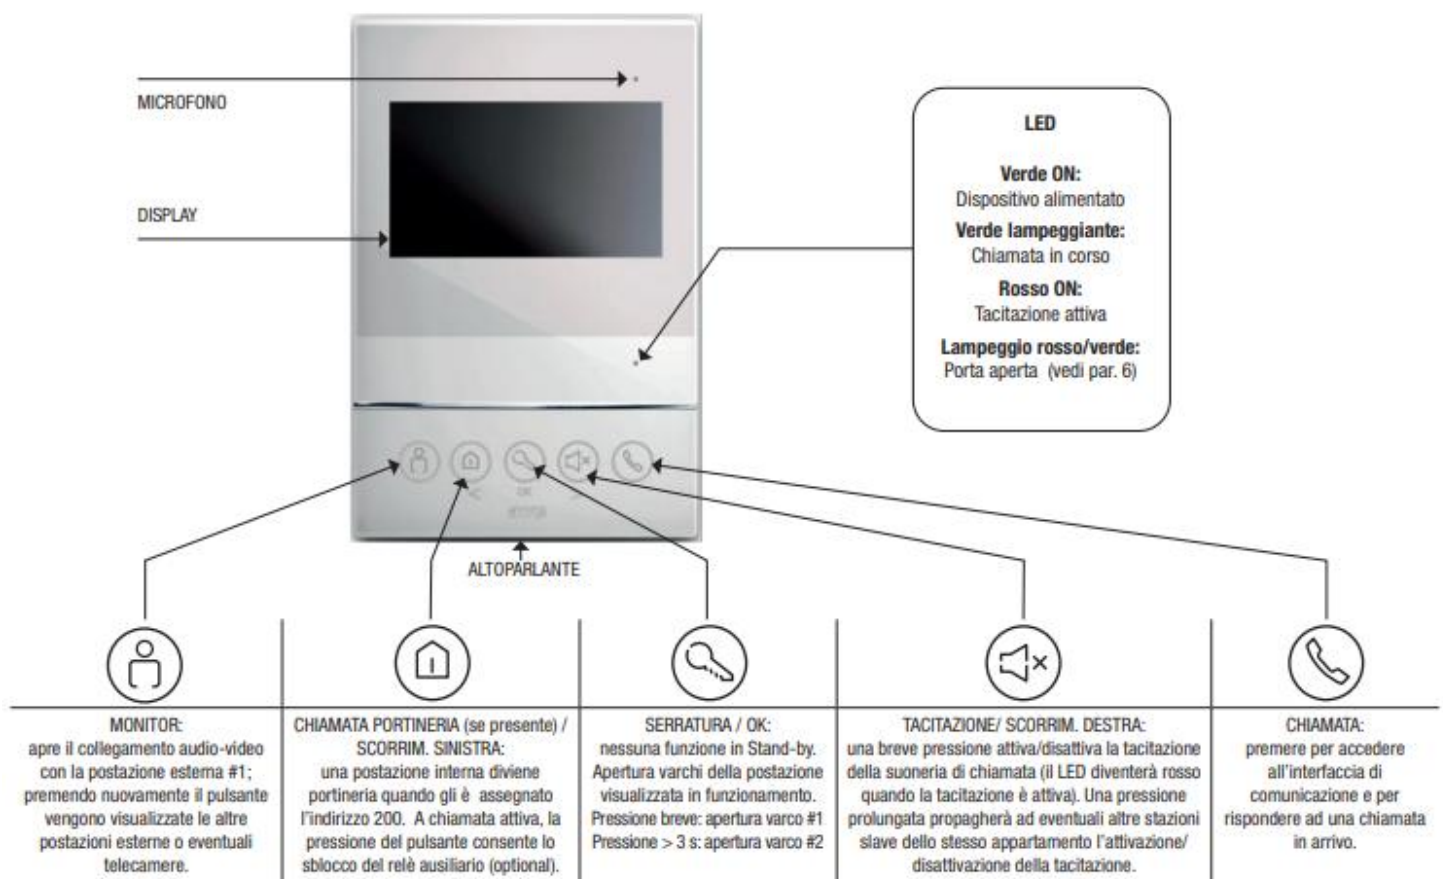 MICROFONO
DISPLAY
LED
Verde ON:
Dispositivo alimentato
Verde lampeggiante:
Chiamata in corso
Rosso ON:
Tacitazione attiva
Lampeggio rosso/verde:
Porta aperta (vedi par. 6)
OK
ALTOPARLANTE
MONITOR:
apre il collegamento audio-video
con la postazione esterna #1;
premendo nuovamente il pulsante
vengono visualizzate le altre
postazioni esterne o eventuali
telecamere.
CHIAMATA PORTINERIA (se presente) /
SCORRIM. SINISTRA:
una postazione interna diviene
portineria quando gli è assegnato
l'indirizzo 200. A chiamata attiva, la
pressione del pulsante consente lo
sblocco del relè ausiliario (optional).
SERRATURA / OK:
nessuna funzione in Stand-by.
Apertura varchi della postazione
visualizzata in funzionamento.
Pressione breve: apertura varco #1
Pressione > 3 s: apertura varco #2
TACITAZIONE/ SCORRIM. DESTRA:
una breve pressione attiva/disattiva la tacitazione
della suoneria di chiamata (il LED diventerà rosso
quando la tacitazione è attiva). Una pressione
prolungata propagherà ad eventuali altre stazioni
slave dello stesso appartamento l'attivazione/
disattivazione della tacitazione.
CHIAMATA:
premere per accedere
all'interfaccia di
comunicazione e per
rispondere ad una chiamata
in arrivo.